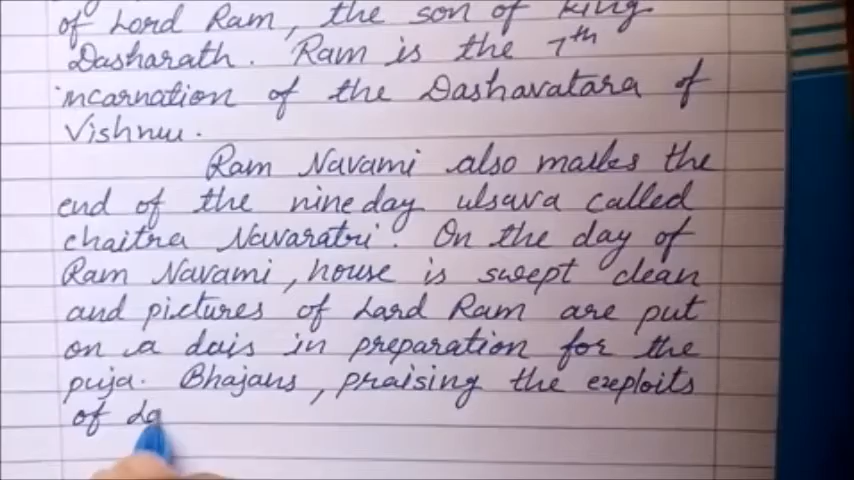 of Lord Ram, the son of King
Dasharath. Ram is the 7th
incarnation of the Dashavatara of
Vishnu.
Ram Navami also marks the
end of the nine day utsava called
chaitra Navaratri. On the day of
Ram Navami, house is swept clean
and pictures of Lord Ram are put
on a dais in preparation for the
puja. Bhajans, praising the exploits
of Lo